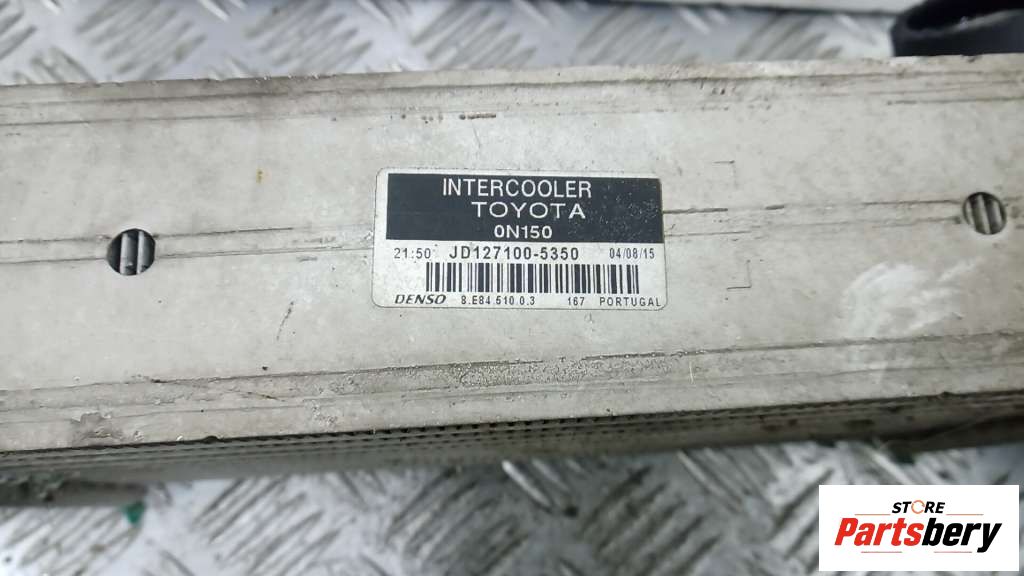 INTERCOOLER
TOYOTA
0N150
21:50 JD127100-5350 04/08/15
DENSO 8.E84.510.0.3 167 PORTUGAL
STORE
Partsbery